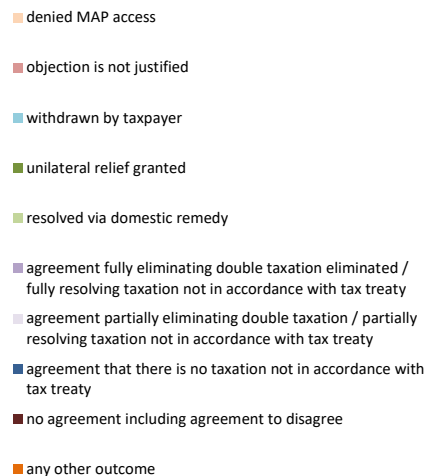 denied MAP access
objection is not justified
withdrawn by taxpayer
unilateral relief granted
resolved via domestic remedy
agreement fully eliminating double taxation eliminated /
fully resolving taxation not in accordance with tax treaty
agreement partially eliminating double taxation / partially
resolving taxation not in accordance with tax treaty
agreement that there is no taxation not in accordance with
tax treaty
no agreement including agreement to disagree
any other outcome